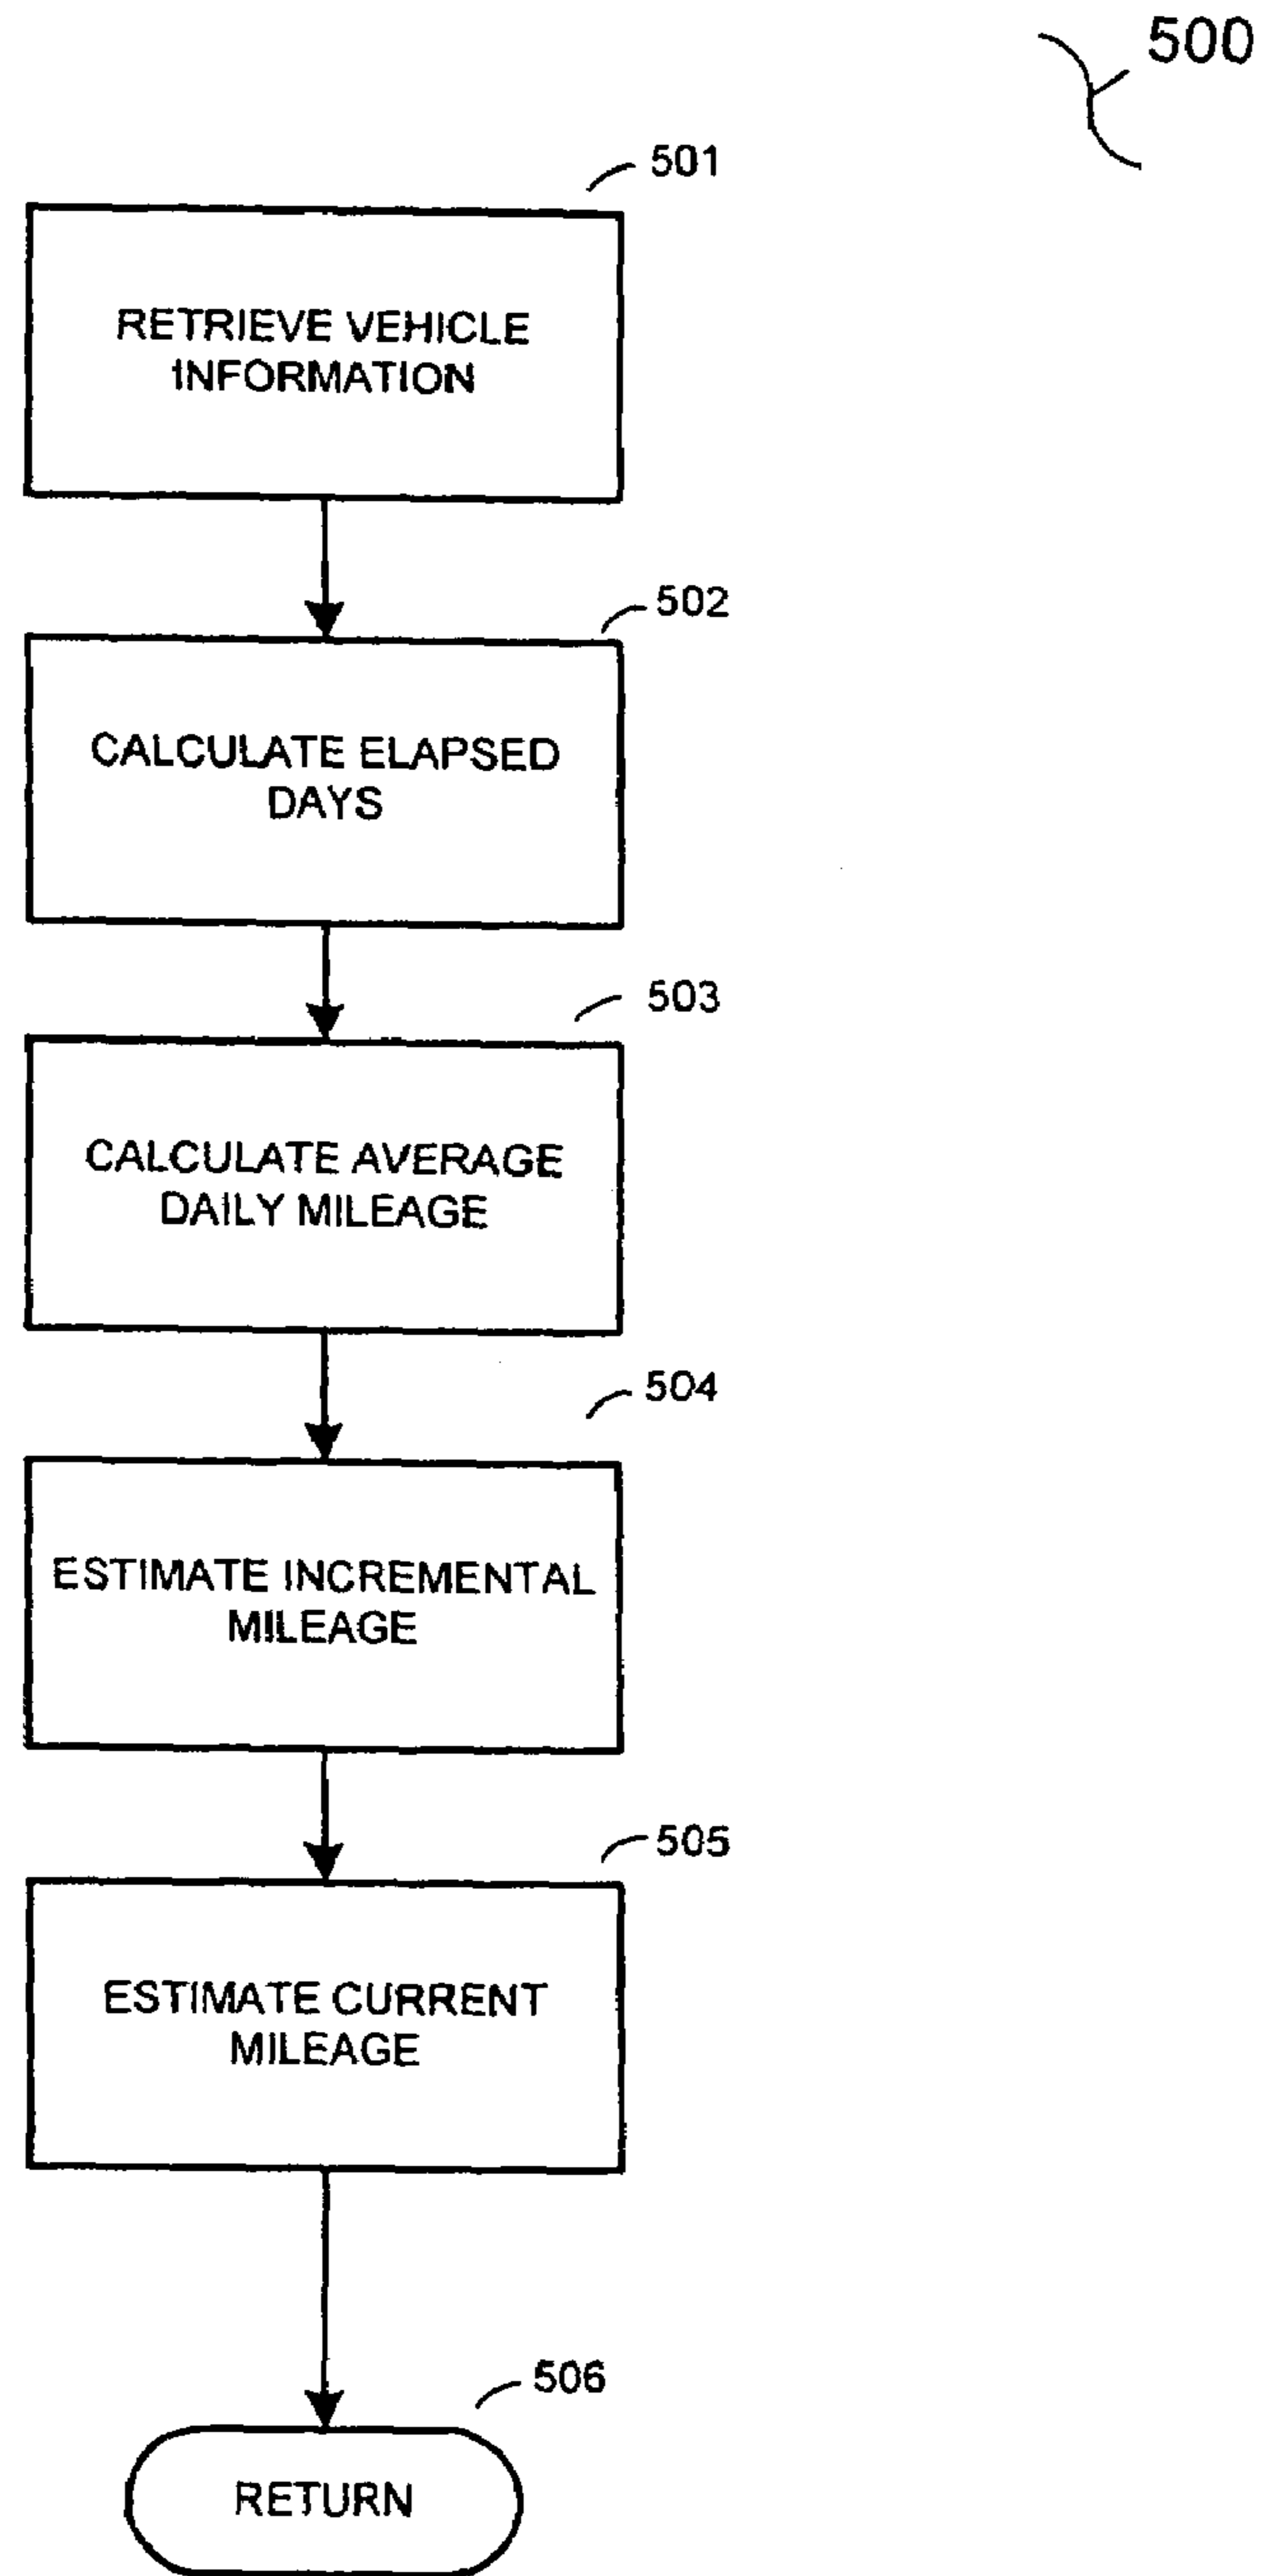 500
501
RETRIEVE VEHICLE
INFORMATION
502
CALCULATE ELAPSED
DAYS
503
CALCULATE AVERAGE
DAILY MILEAGE
504
ESTIMATE INCREMENTAL
MILEAGE
505
ESTIMATE CURRENT
MILEAGE
506
RETURN